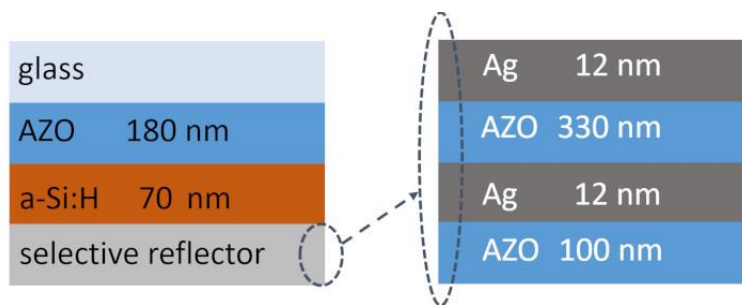 glass
AZO 180 nm
a-Si:H 70 nm
selective reflector
Ag 12 nm
AZO 330 nm
Ag 12 nm
AZO 100 nm